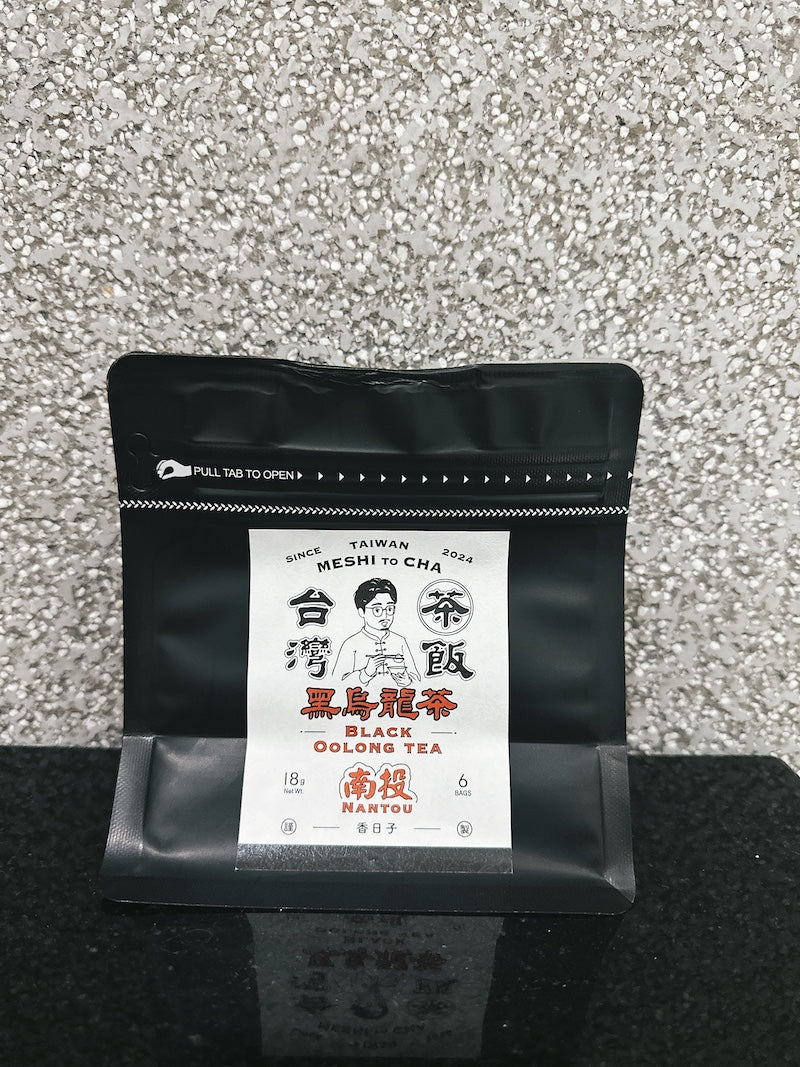 PULL TAB TO OPEN
SINCE TAIWAN 2024
MESHI TO CHA
台灣
茶飯
黑烏龍茶
BLACK
OOLONG TEA
18g
Net Wt.
南投
6
BAGS
NANTOU
謹 香日子 製